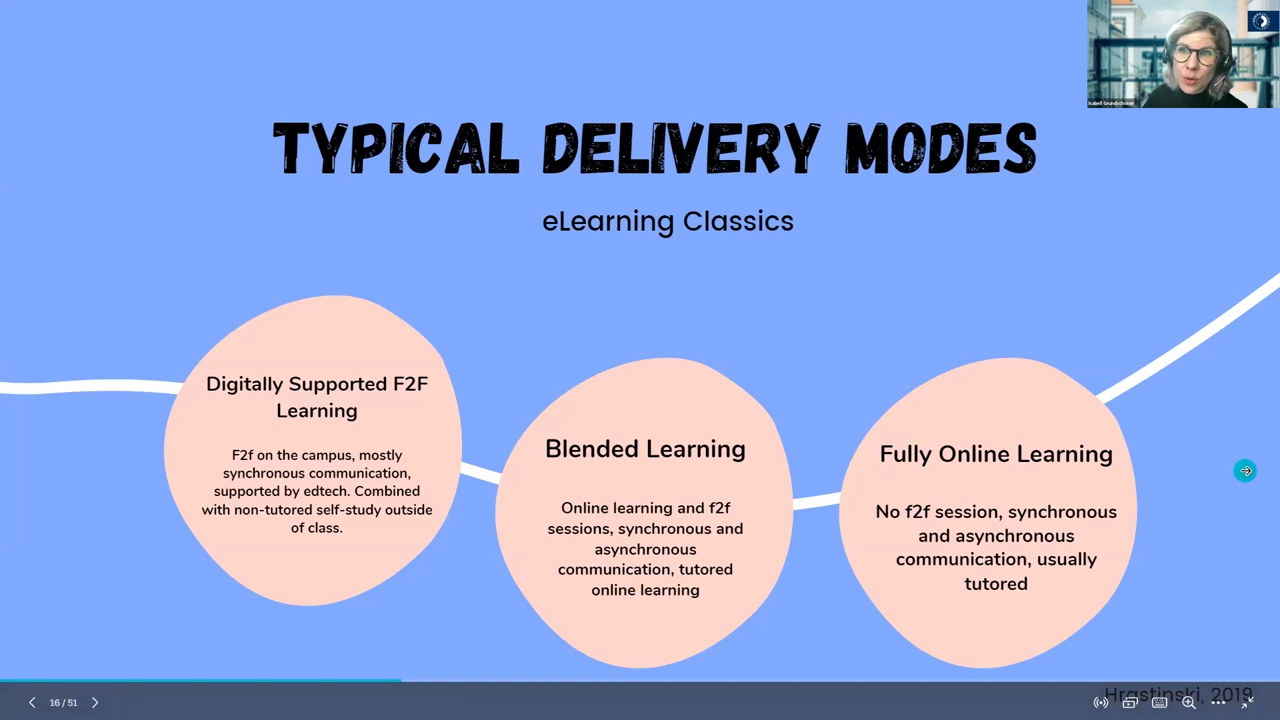 Isabell Grundschober
TYPICAL DELIVERY MODES
eLearning Classics
Digitally Supported F2F
Learning
F2f on the campus, mostly
synchronous communication,
supported by edtech. Combined
with non-tutored self-study outside
of class.
Blended Learning
Online learning and f2f
sessions, synchronous and
asynchronous
communication, tutored
online learning
Fully Online Learning
No f2f session, synchronous
and asynchronous
communication, usually
tutored
Hrastinski, 2019
16 / 51